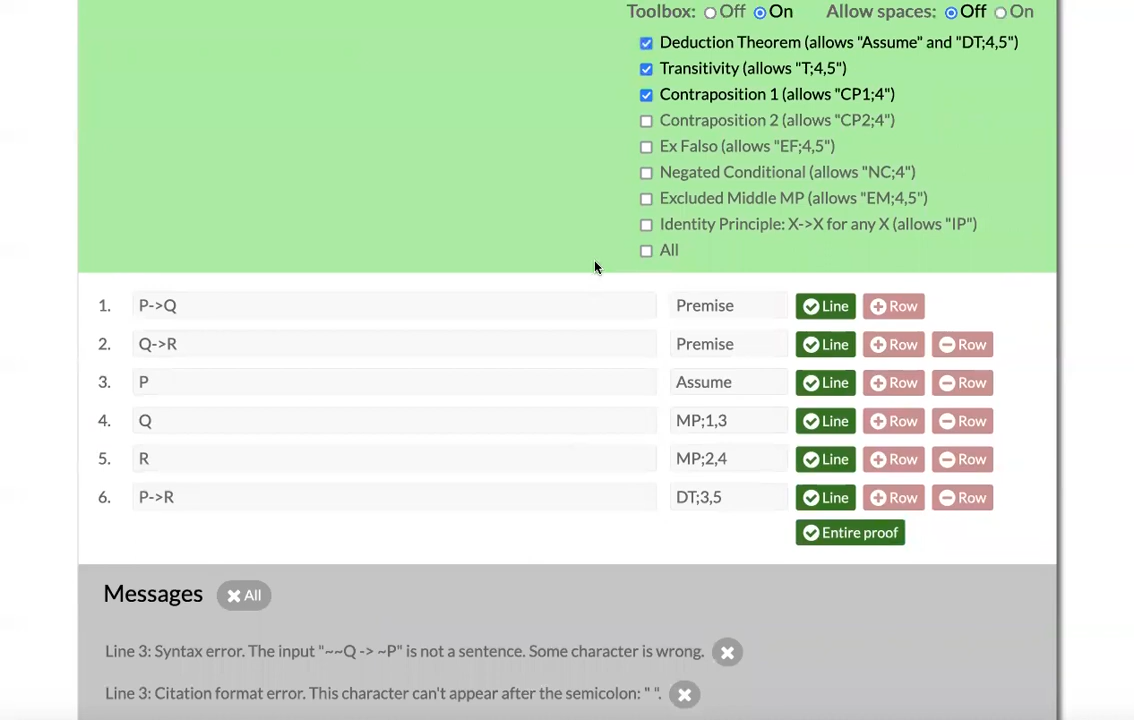 Toolbox: Off On Allow spaces: Off On
Deduction Theorem (allows "Assume" and "DT;4,5")
Transitivity (allows "T;4,5")
Contraposition 1 (allows "CP1;4")
Contraposition 2 (allows "CP2;4")
Ex Falso (allows "EF;4,5")
Negated Conditional (allows "NC;4")
Excluded Middle MP (allows "EM;4,5")
Identity Principle: X->X for any X (allows "IP")
All
1. P->Q Premise Line Row
2. Q->R Premise Line Row Row
3. P Assume Line Row Row
4. Q MP;1,3 Line Row Row
5. R MP;2,4 Line Row Row
6. P->R DT;3,5 Line Row Row
Entire proof
Messages All
Line 3: Syntax error. The input "~~Q -> ~P" is not a sentence. Some character is wrong.
Line 3: Citation format error. This character can't appear after the semicolon: " ".